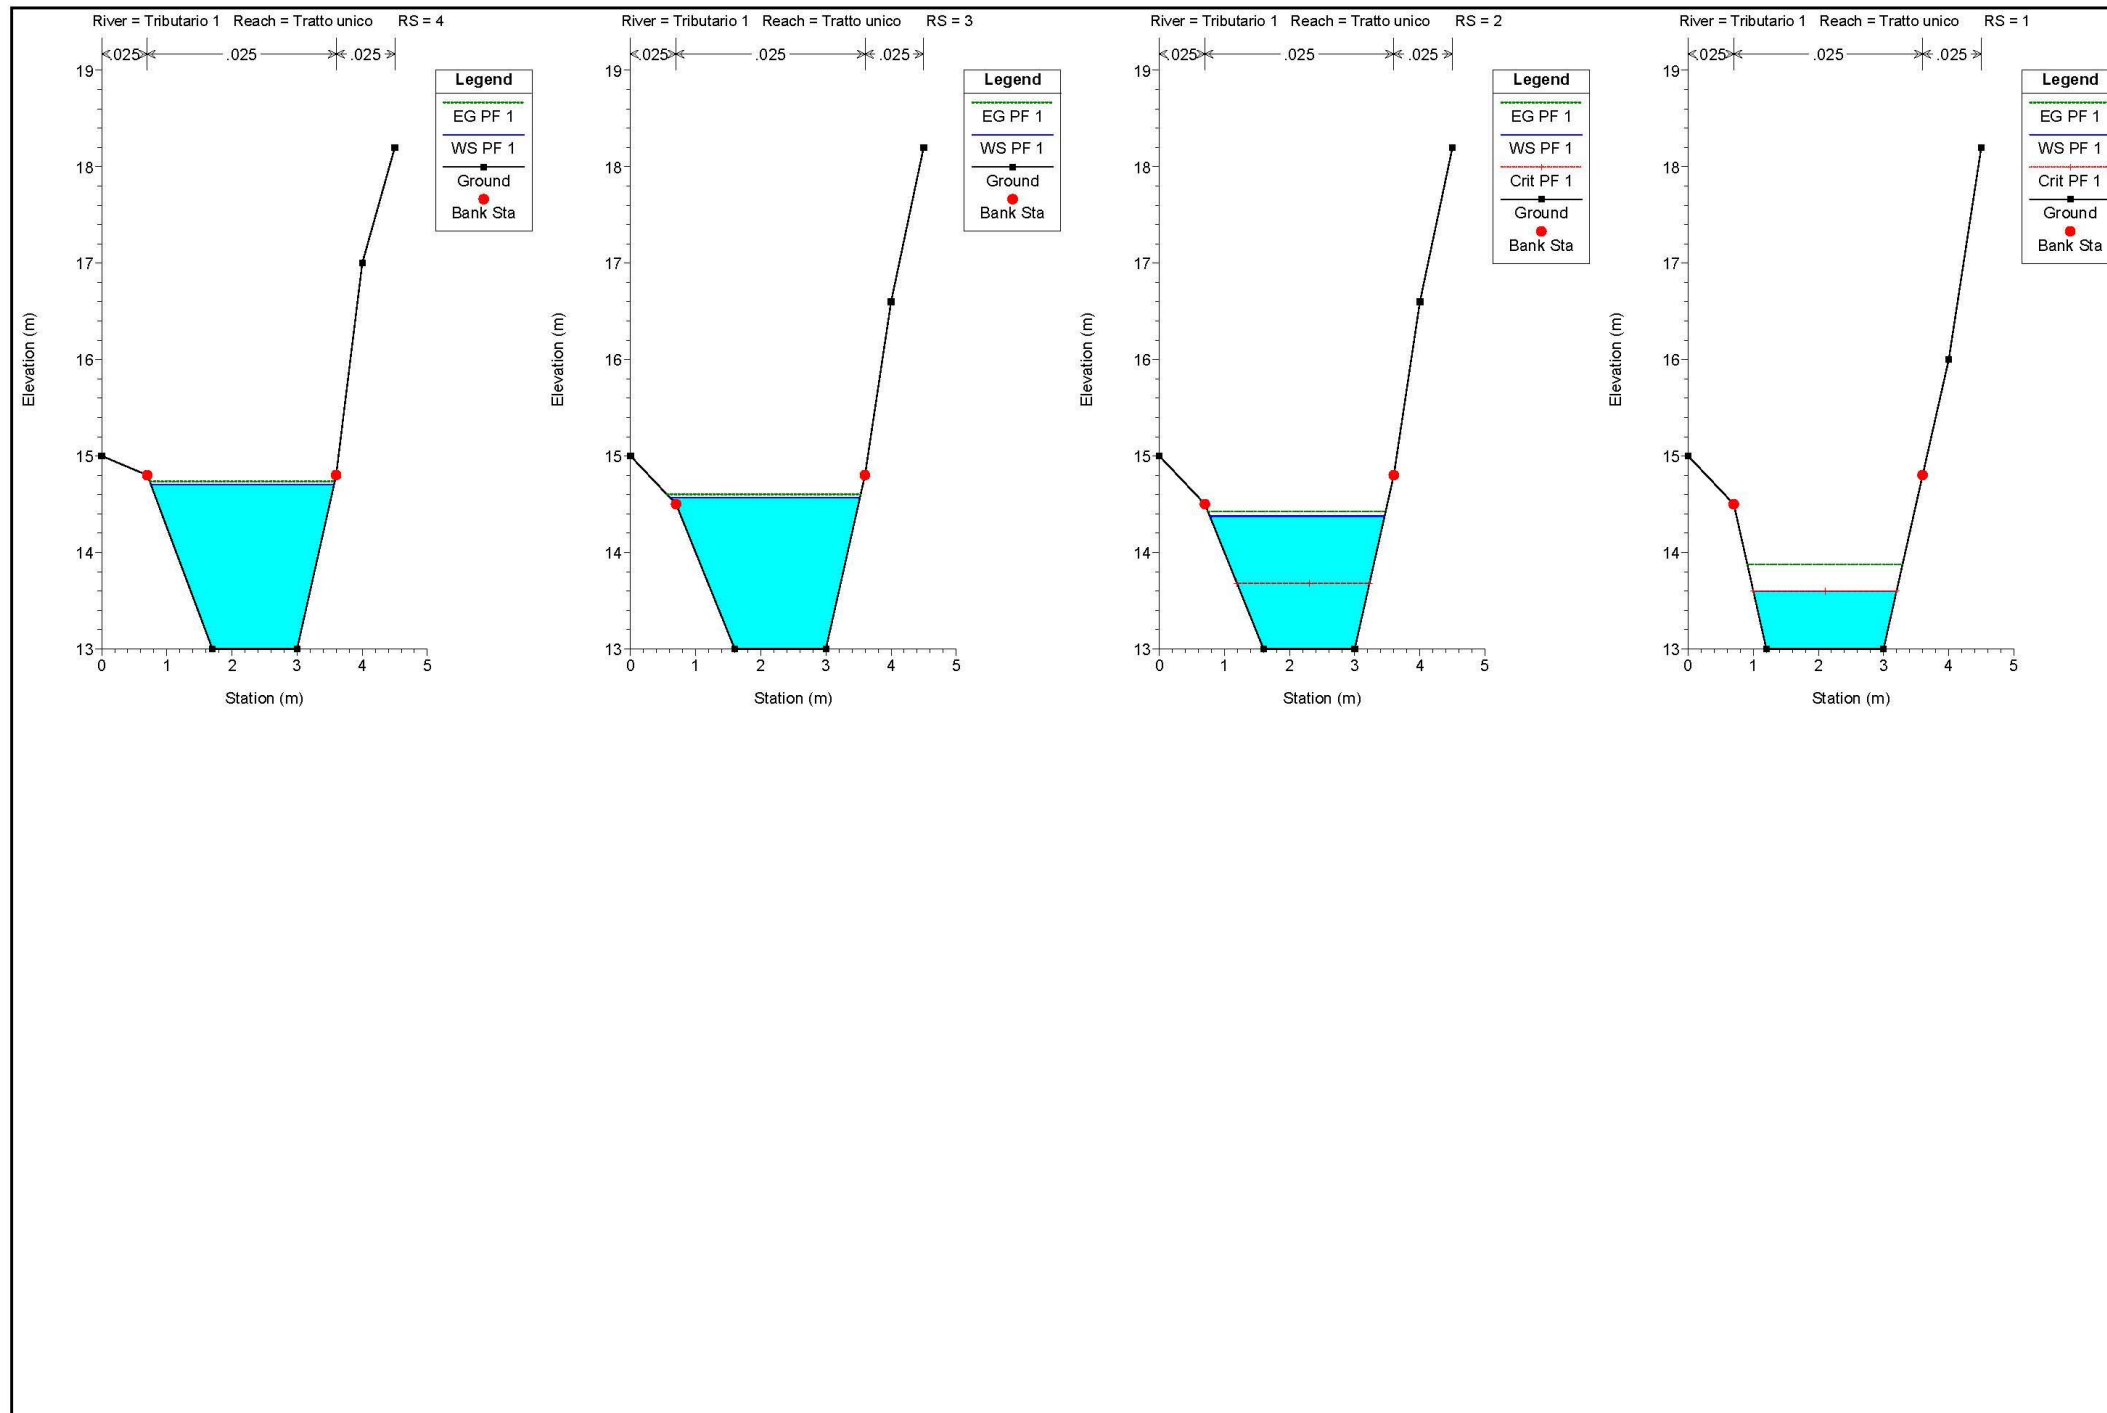 River = Tributario 1 Reach = Tratto unico RS = 4
.025 .025 .025
19
18
17
16
15
14
13
0 1 2 3 4 5
Elevation (m)
Station (m)
Legend
EG PF 1
WS PF 1
Ground
Bank Sta
River = Tributario 1 Reach = Tratto unico RS = 3
.025 .025 .025
19
18
17
16
15
14
13
0 1 2 3 4 5
Elevation (m)
Station (m)
Legend
EG PF 1
WS PF 1
Ground
Bank Sta
River = Tributario 1 Reach = Tratto unico RS = 2
.025 .025 .025
19
18
17
16
15
14
13
0 1 2 3 4 5
Elevation (m)
Station (m)
Legend
EG PF 1
WS PF 1
Crit PF 1
Ground
Bank Sta
River = Tributario 1 Reach = Tratto unico RS = 1
.025 .025 .025
19
18
17
16
15
14
13
0 1 2 3 4 5
Elevation (m)
Station (m)
Legend
EG PF 1
WS PF 1
Crit PF 1
Ground
Bank Sta